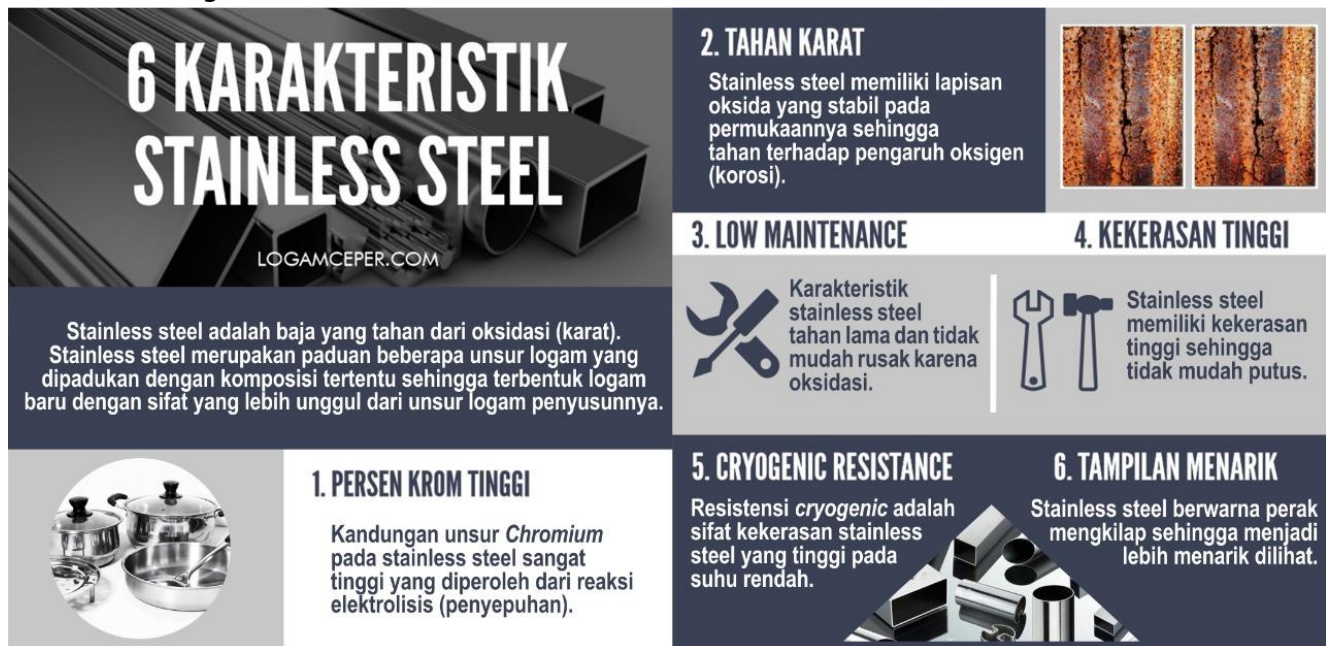 6 KARAKTERISTIK
STAINLESS STEEL
LOGAMCEPER.COM
Stainless steel adalah baja yang tahan dari oksidasi (karat).
Stainless steel merupakan paduan beberapa unsur logam yang
dipadukan dengan komposisi tertentu sehingga terbentuk logam
baru dengan sifat yang lebih unggul dari unsur logam penyusunnya.
1. PERSEN KROM TINGGI
Kandungan unsur Chromium
pada stainless steel sangat
tinggi yang diperoleh dari reaksi
elektrolisis (penyepuhan).
2. TAHAN KARAT
Stainless steel memiliki lapisan
oksida yang stabil pada
permukaannya sehingga
tahan terhadap pengaruh oksigen
(korosi).
3. LOW MAINTENANCE
Karakteristik
stainless steel
tahan lama dan tidak
mudah rusak karena
oksidasi.
4. KEKERASAN TINGGI
Stainless steel
memiliki kekerasan
tinggi sehingga
tidak mudah putus.
5. CRYOGENIC RESISTANCE
Resistensi cryogenic adalah
sifat kekerasan stainless
steel yang tinggi pada
suhu rendah.
6. TAMPILAN MENARIK
Stainless steel berwarna perak
mengkilap sehingga menjadi
lebih menarik dilihat.